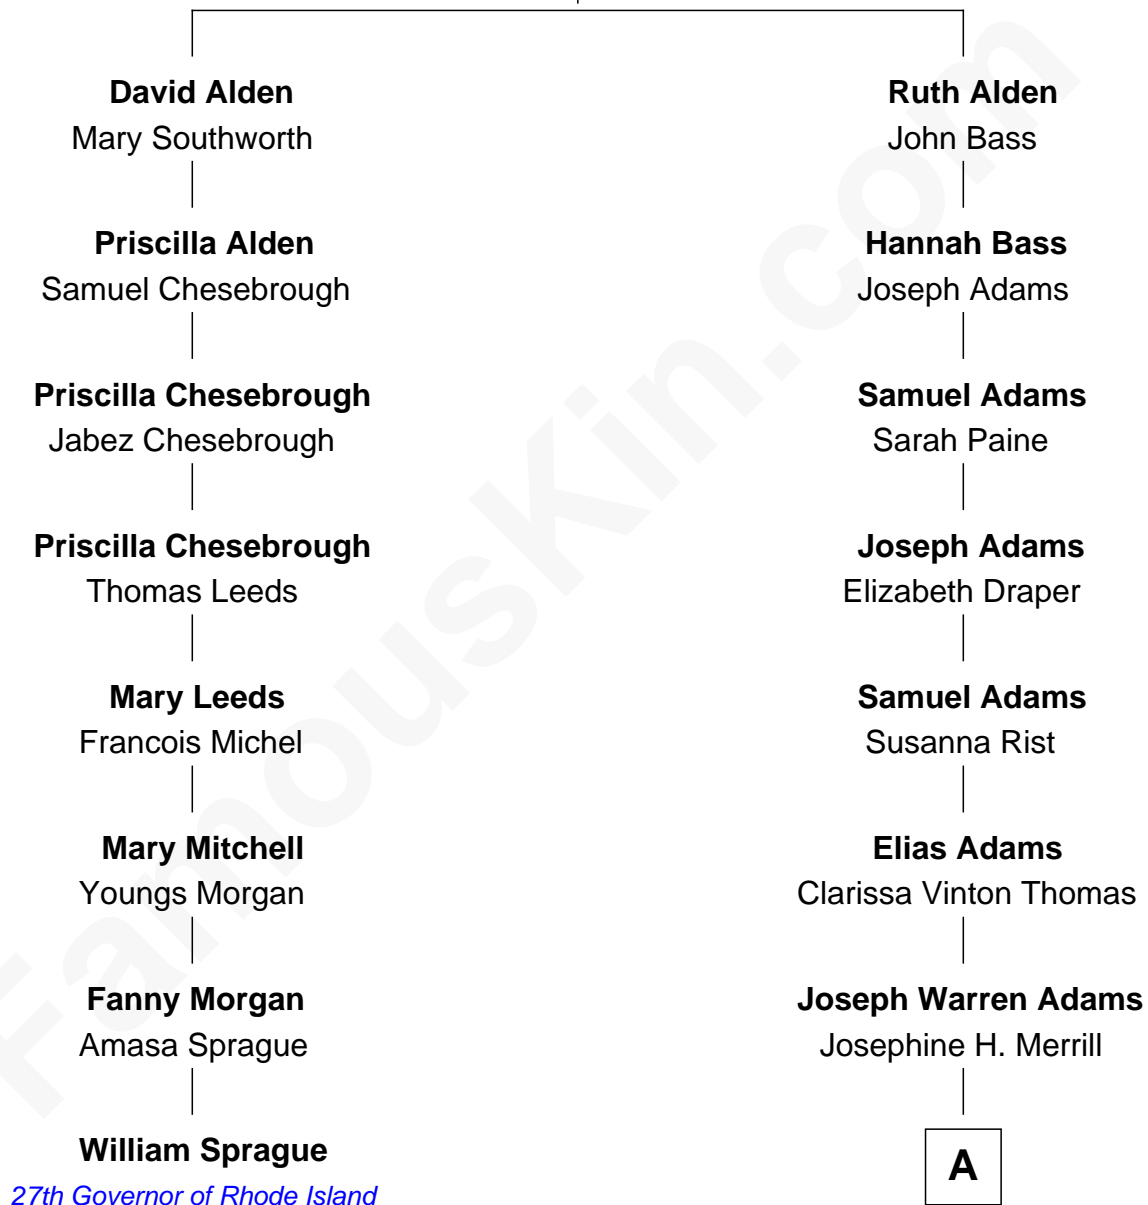 David Alden
Mary Southworth
Priscilla Alden
Samuel Chesebrough
Priscilla Chesebrough
Jabez Chesebrough
Priscilla Chesebrough
Thomas Leeds
Mary Leeds
Francois Michel
Mary Mitchell
Youngs Morgan
Fanny Morgan
Amasa Sprague
William Sprague
27th Governor of Rhode Island
Ruth Alden
John Bass
Hannah Bass
Joseph Adams
Samuel Adams
Sarah Paine
Joseph Adams
Elizabeth Draper
Samuel Adams
Susanna Rist
Elias Adams
Clarissa Vinton Thomas
Joseph Warren Adams
Josephine H. Merrill
A
FamousKin.com